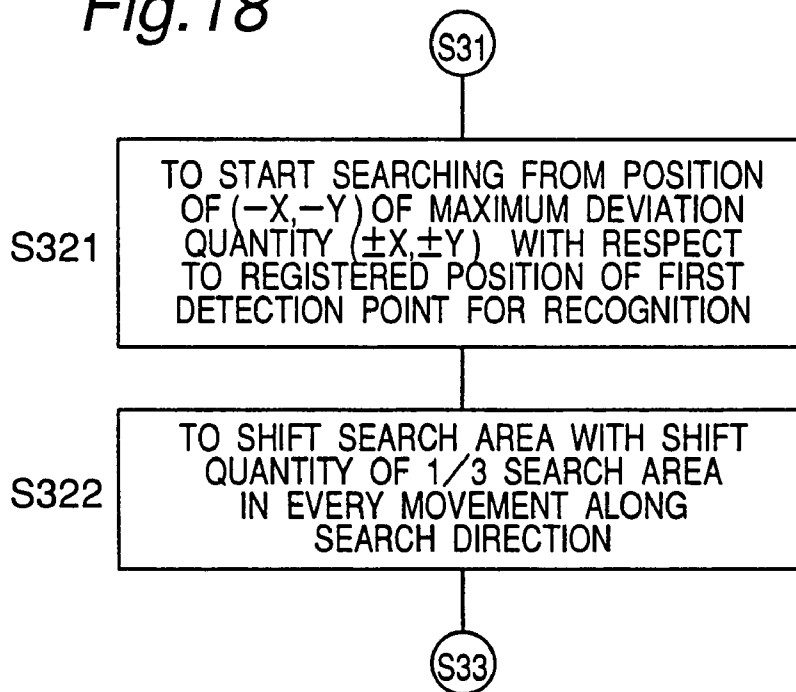 Fig.18
S31
S321
TO START SEARCHING FROM POSITION
OF (−X,−Y) OF MAXIMUM DEVIATION
QUANTITY (±X,±Y) WITH RESPECT
TO REGISTERED POSITION OF FIRST
DETECTION POINT FOR RECOGNITION
S322
TO SHIFT SEARCH AREA WITH SHIFT
QUANTITY OF 1/3 SEARCH AREA
IN EVERY MOVEMENT ALONG
SEARCH DIRECTION
S33